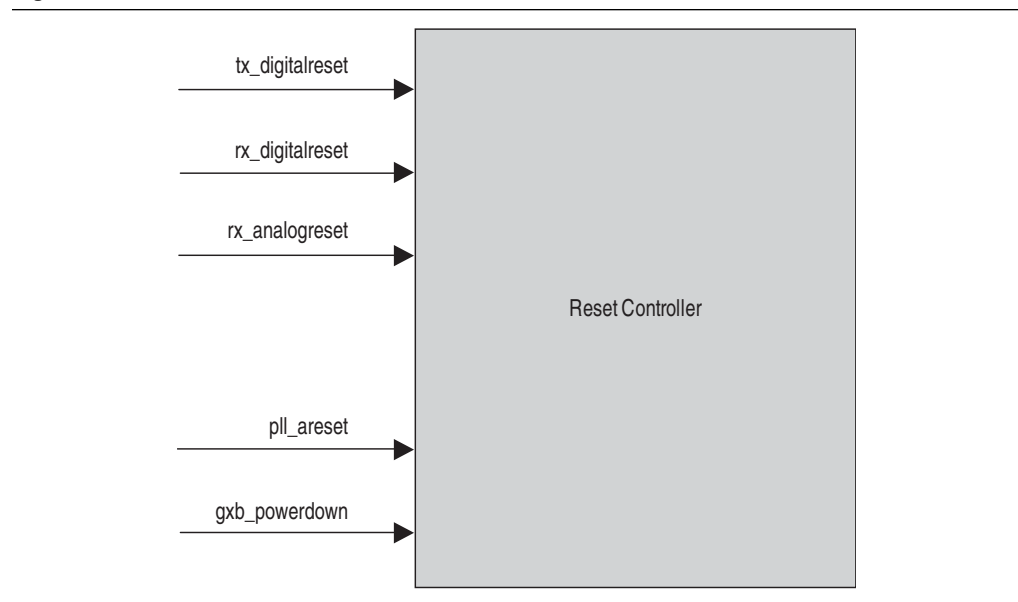 tx_digitalreset
rx_digitalreset
rx_analogreset
Reset Controller
pll_areset
gxb_powerdown